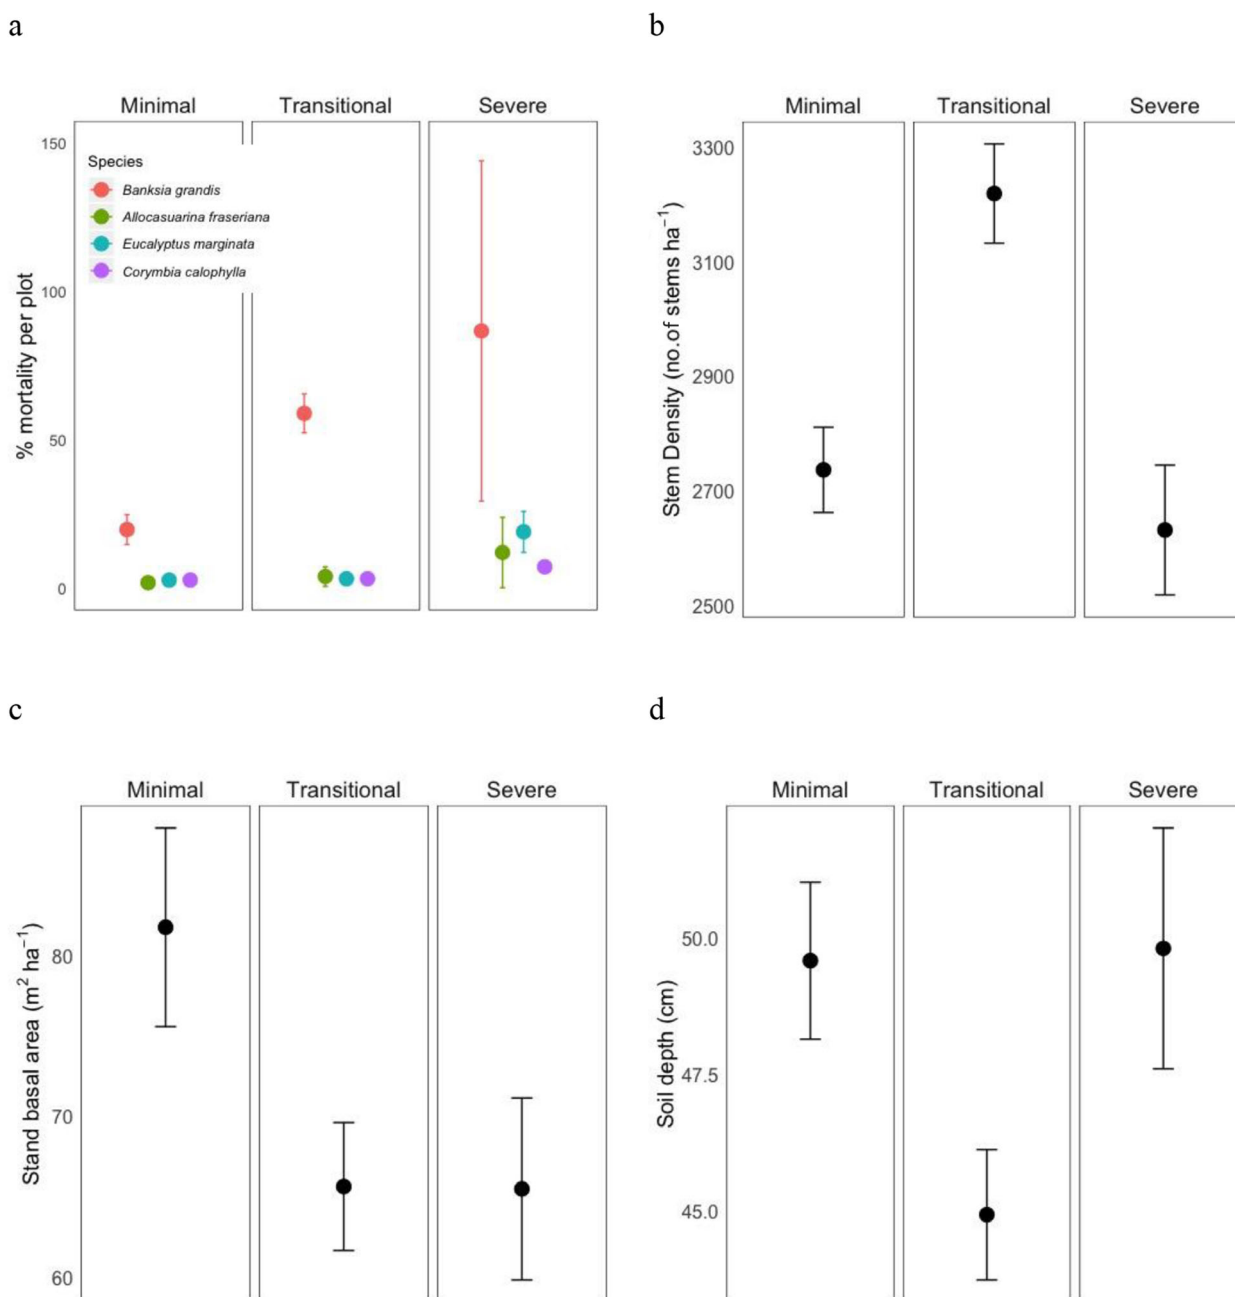 a
Minimal Transitional Severe
150
100
50
0
% mortality per plot
Species
Banksia grandis
Allocasuarina fraseriana
Eucalyptus marginata
Corymbia calophylla
b
Minimal Transitional Severe
3300
3100
2900
2700
2500
Stem Density (no.of stems ha⁻¹)
c
Minimal Transitional Severe
80
70
60
Stand basal area (m² ha⁻¹)
d
Minimal Transitional Severe
50.0
47.5
45.0
Soil depth (cm)